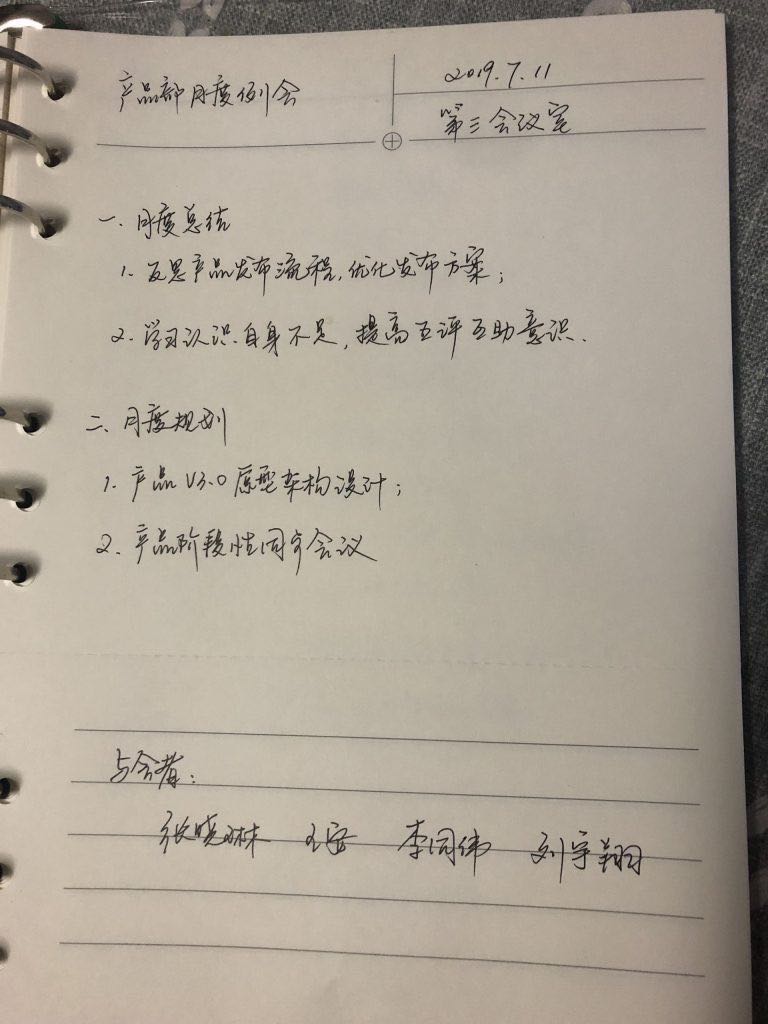 产品部月度例会
2019.7.11
第三会议室
一.月度总结
1.反思产品发布流程,优化发布方案;
2.学习认识自身不足,提高互评互助意识.
二、月度规划
1.产品V3.0原型架构设计;
2.产品阶段性同步会议
与会者:
张晓琳 王安 李同伟 刘宇翔